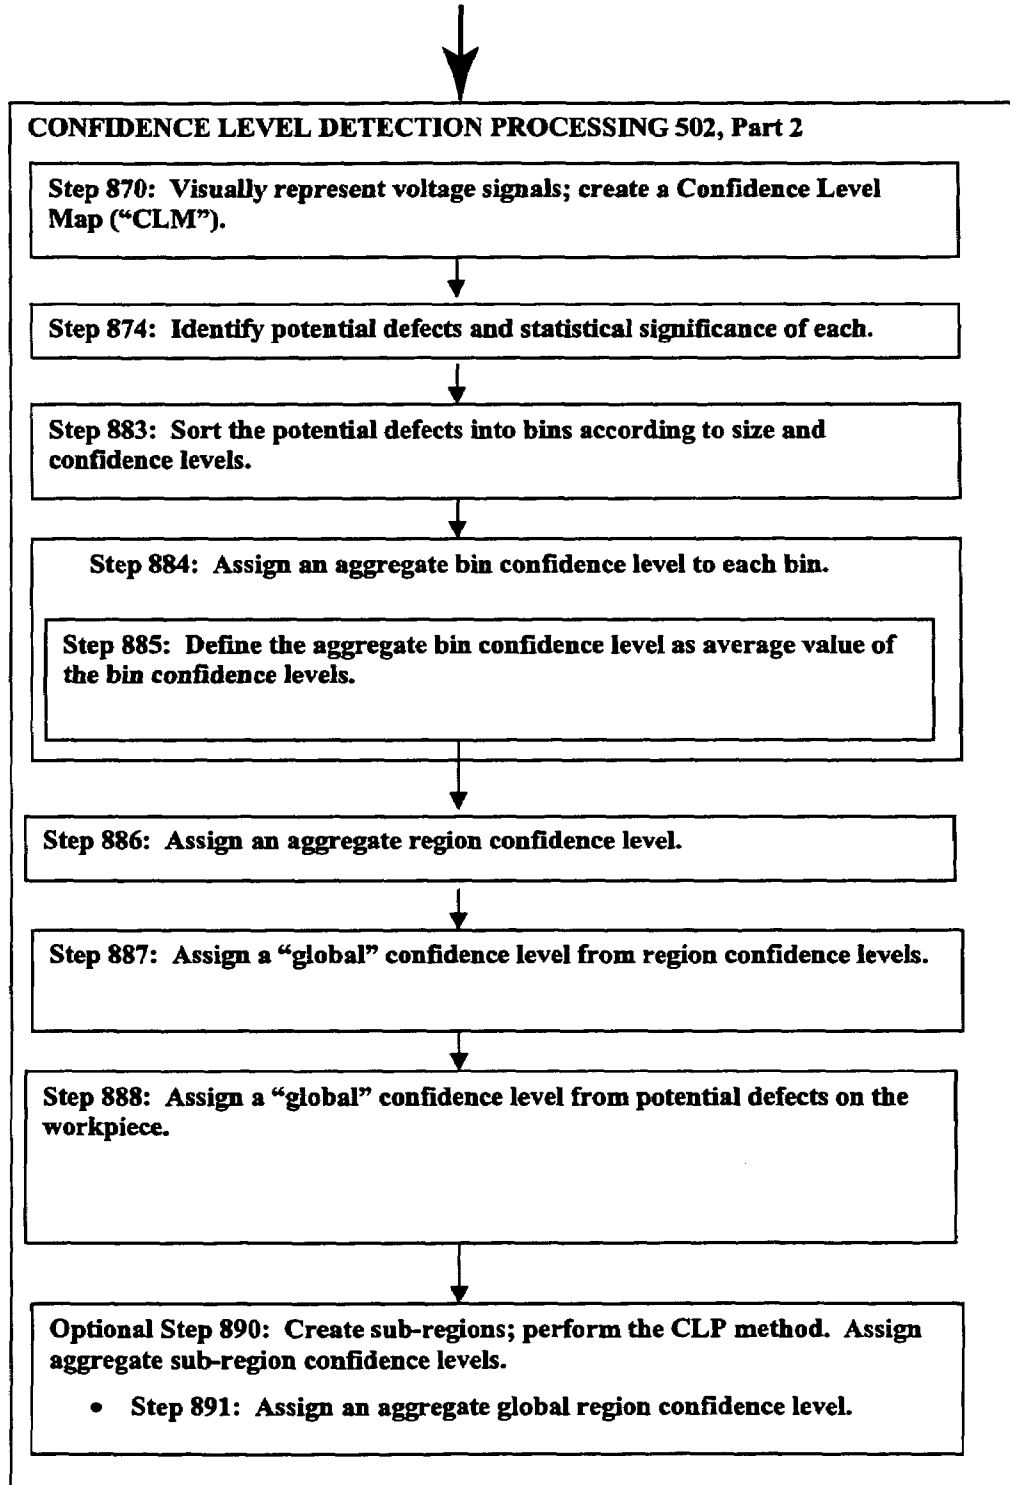 CONFIDENCE LEVEL DETECTION PROCESSING 502, Part 2
Step 870: Visually represent voltage signals; create a Confidence Level
Map (“CLM”).
Step 874: Identify potential defects and statistical significance of each.
Step 883: Sort the potential defects into bins according to size and
confidence levels.
Step 884: Assign an aggregate bin confidence level to each bin.
Step 885: Define the aggregate bin confidence level as average value of
the bin confidence levels.
Step 886: Assign an aggregate region confidence level.
Step 887: Assign a “global” confidence level from region confidence levels.
Step 888: Assign a “global” confidence level from potential defects on the
workpiece.
Optional Step 890: Create sub-regions; perform the CLP method. Assign
aggregate sub-region confidence levels.
• Step 891: Assign an aggregate global region confidence level.